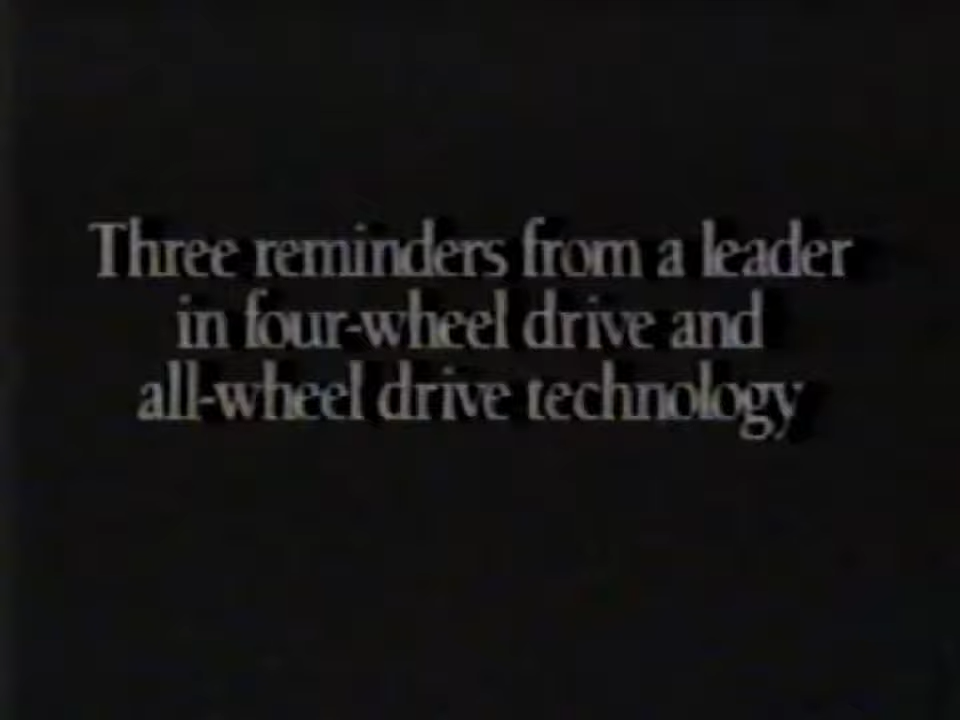 Three reminders from a leader
in four-wheel drive and
all-wheel drive technology